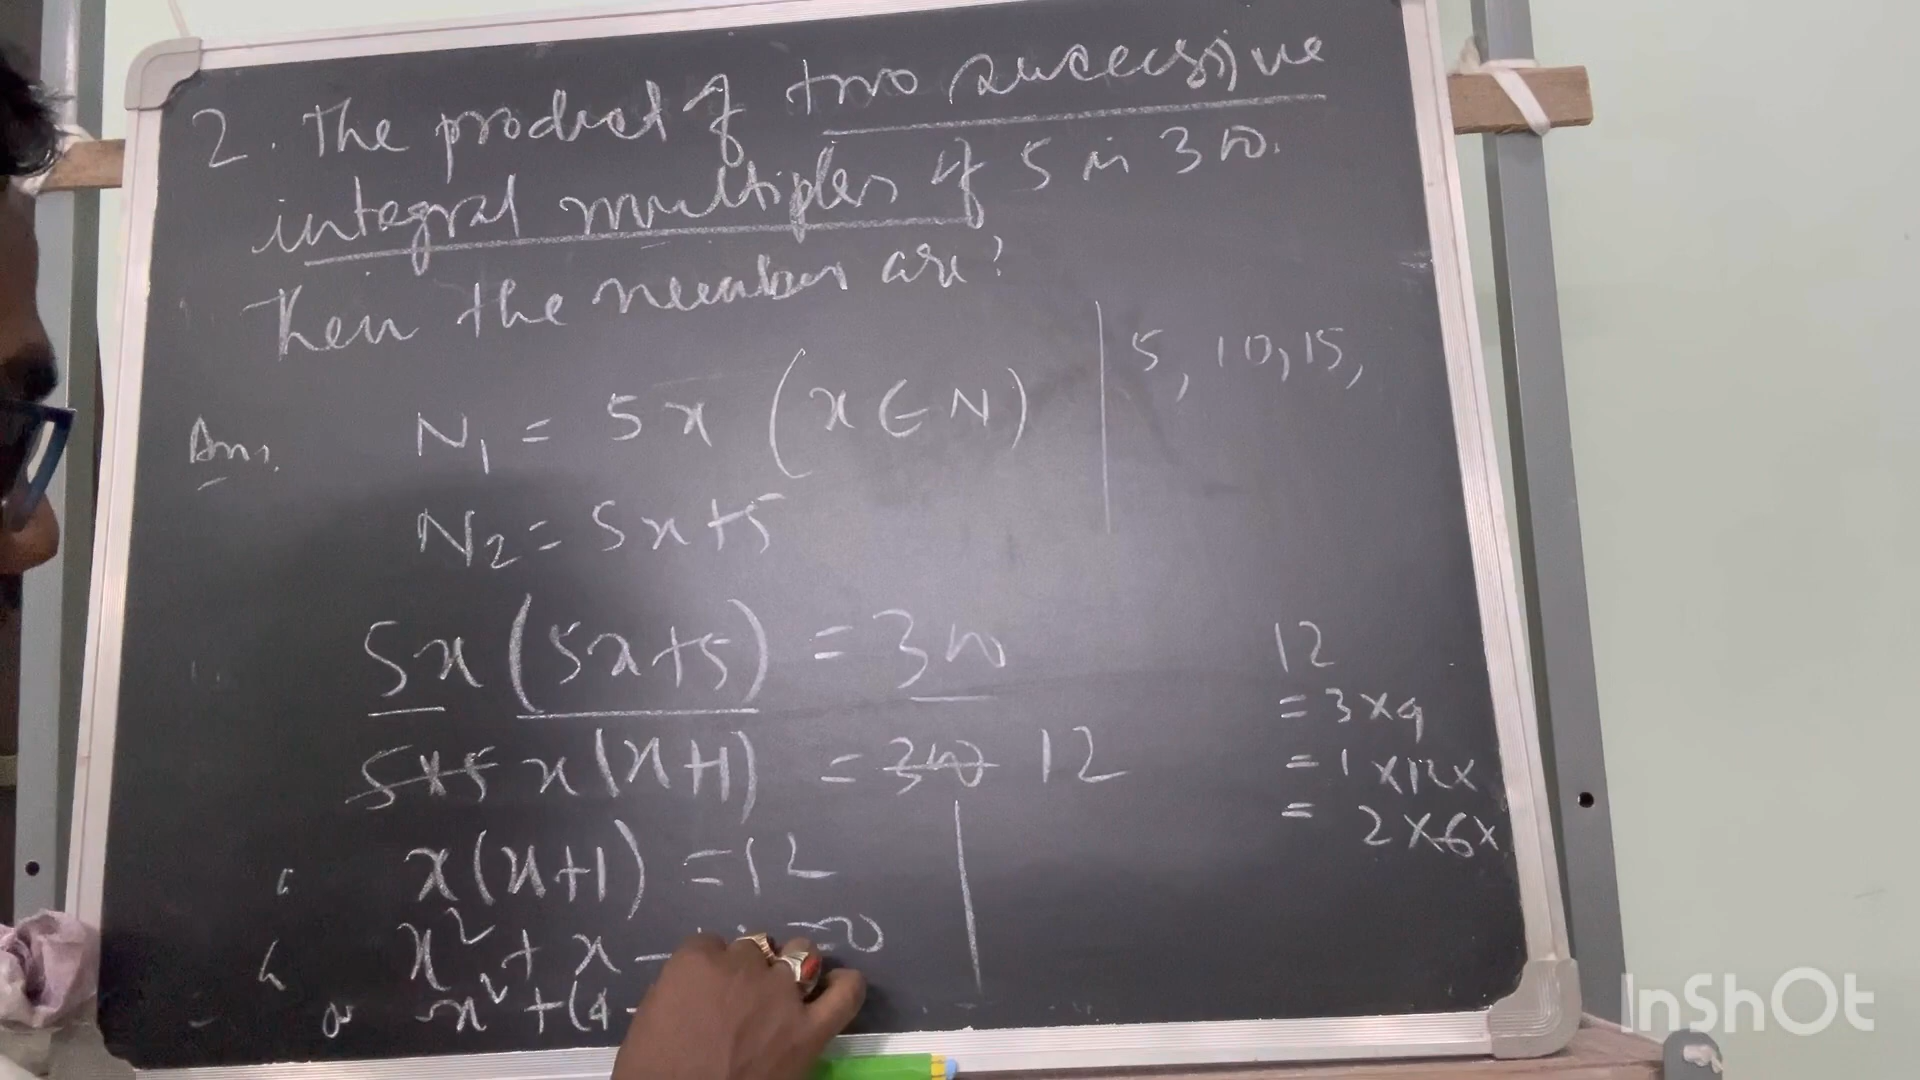 2. The product of two successive
integral multiples of 5 is 300.
Then the numbers are?
Ans. N₁ = 5x (x ∈ N) | 5, 10, 15,
N₂ = 5x+5
5x (5x+5) = 300
5×5 x(x+1) = 300 12
x(x+1) = 12
x² + x - =0
or x² + (4 -
12
= 3×4
= 1 ×12×
= 2×6×
InShOt